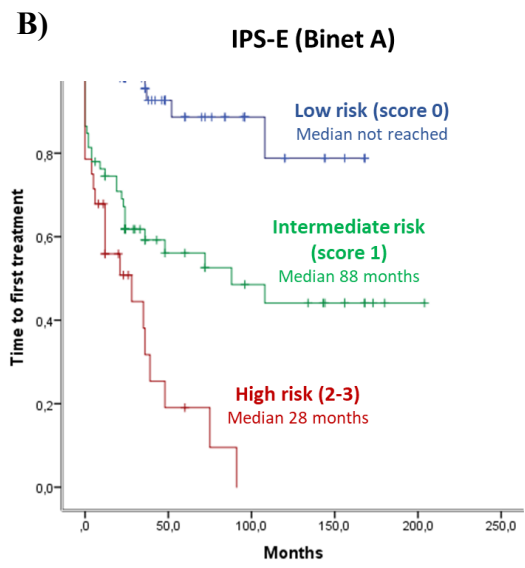 B)
IPS-E (Binet A)
Low risk (score 0)
Median not reached
0,8
Intermediate risk
(score 1)
Median 88 months
0,6
0,4
High risk (2-3)
Median 28 months
0,2
0,0
Time to first treatment
,0 50,0 100,0 150,0 200,0 250,0
Months